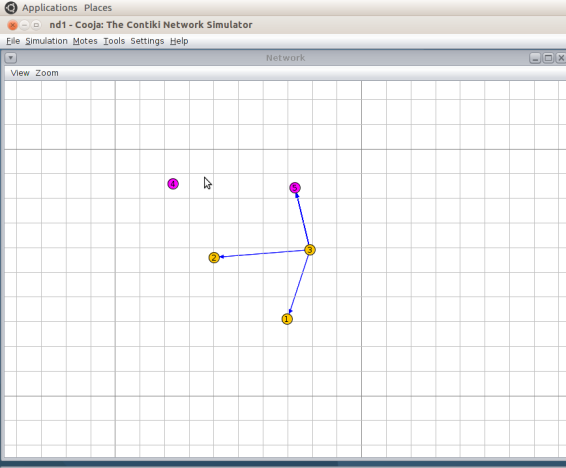 Applications Places
nd1 - Cooja: The Contiki Network Simulator
File Simulation Motes Tools Settings Help
Network
View Zoom
4
5
3
2
1